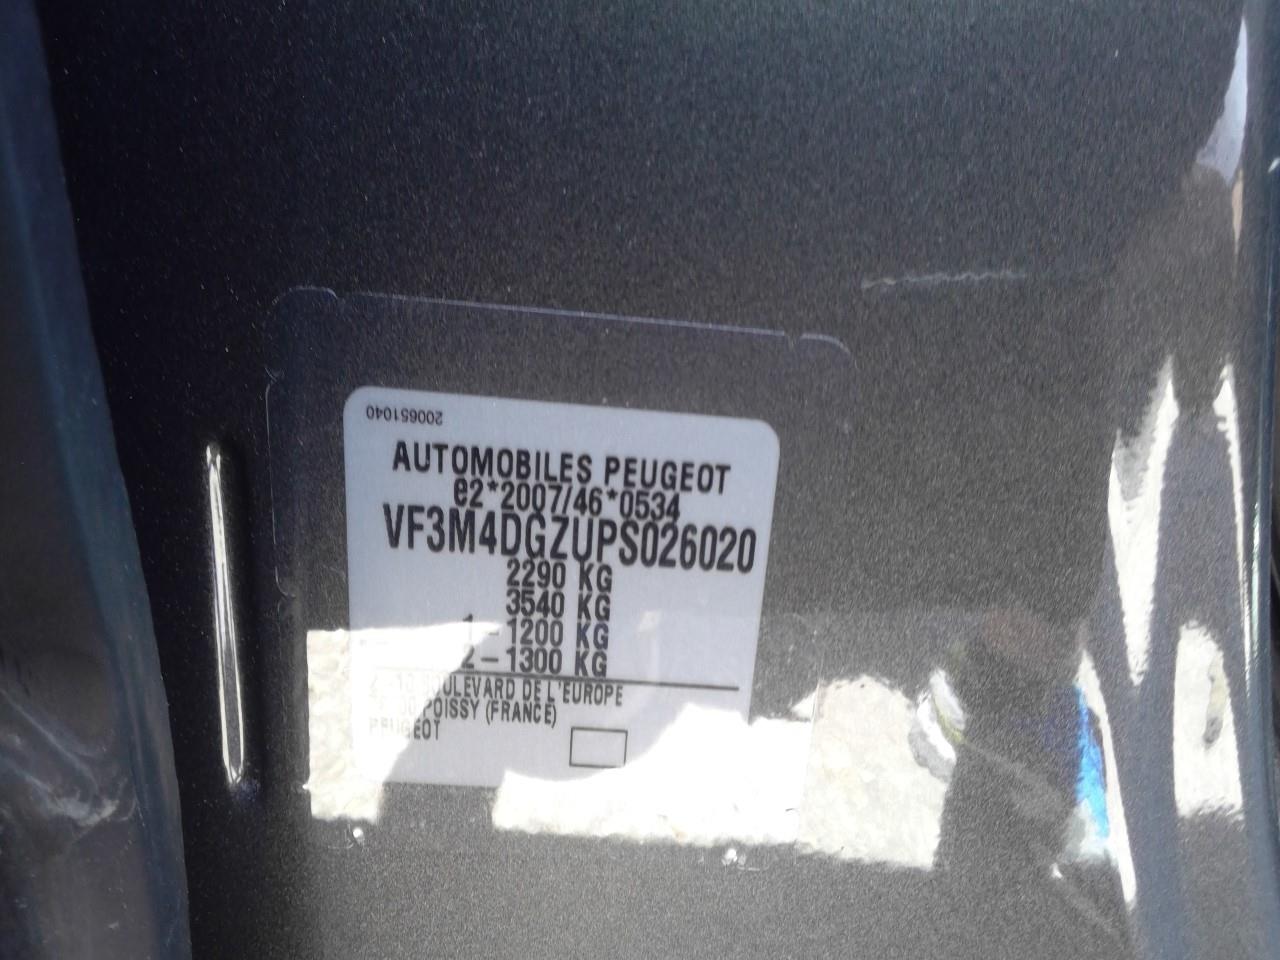 200651040
AUTOMOBILES PEUGEOT
e2*2007/46*0534
VF3M4DGZUPS026020
2290 KG
3540 KG
1 - 1200 KG
2 - 1300 KG
BOULEVARD DE L'EUROPE
POISSY (FRANCE)
PEUGEOT